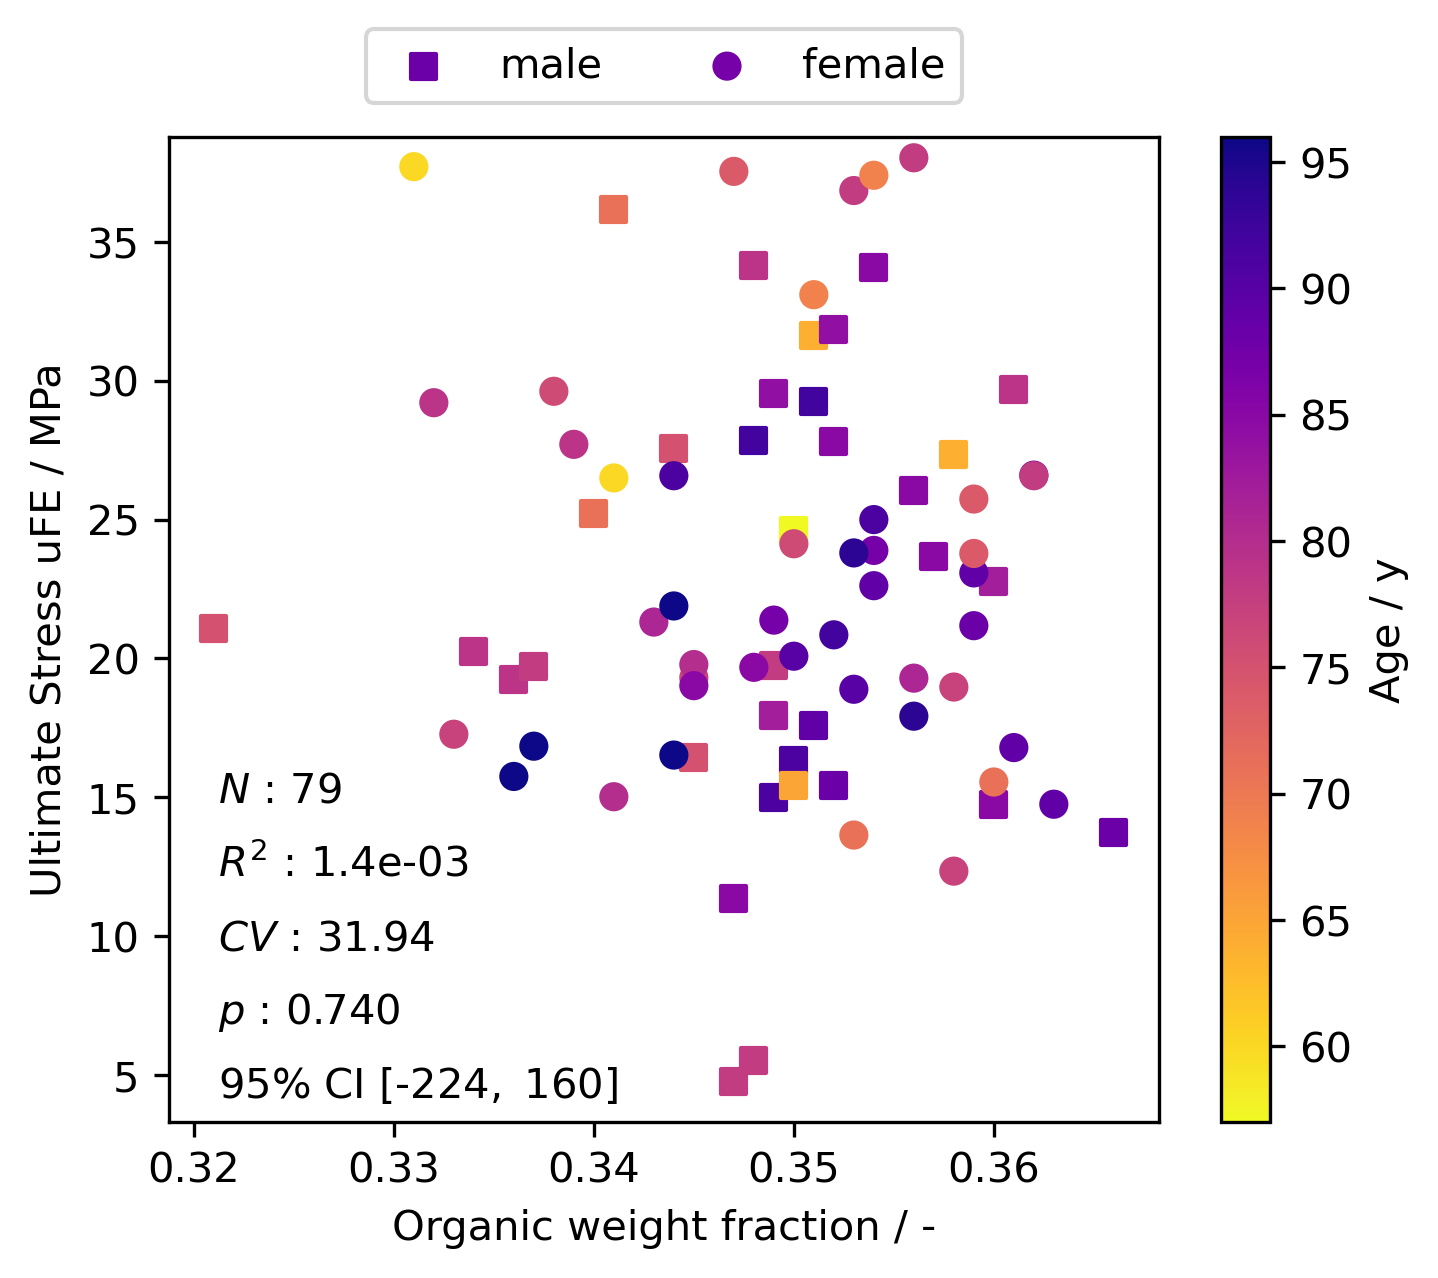 male female
35
30
25
20
15
10
5
Ultimate Stress uFE / MPa
N : 79
R² : 1.4e-03
CV : 31.94
p : 0.740
95% CI [-224, 160]
0.32 0.33 0.34 0.35 0.36
Organic weight fraction / -
95
90
85
80
75
70
65
60
Age / y